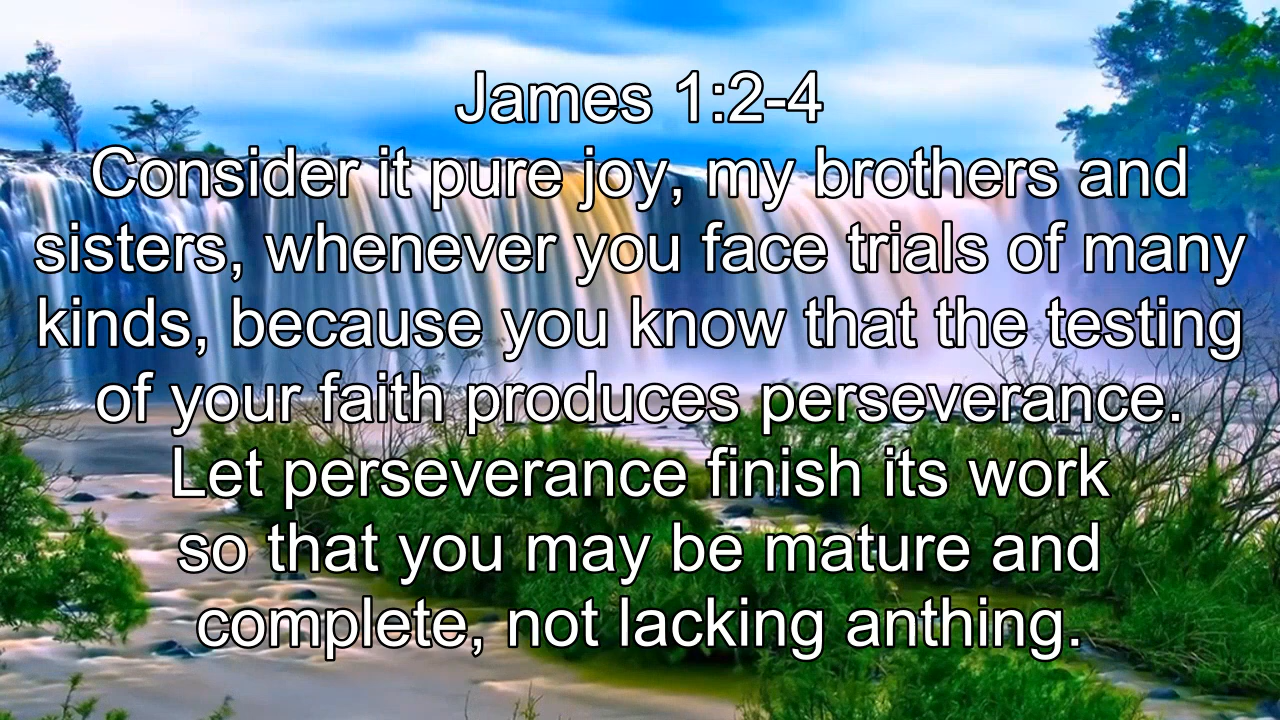 James 1:2-4
Consider it pure joy, my brothers and
sisters, whenever you face trials of many
kinds, because you know that the testing
of your faith produces perseverance.
Let perseverance finish its work
so that you may be mature and
complete, not lacking anthing.